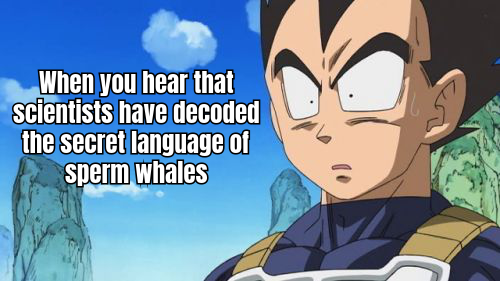 When you hear that
scientists have decoded
the secret language of
sperm whales